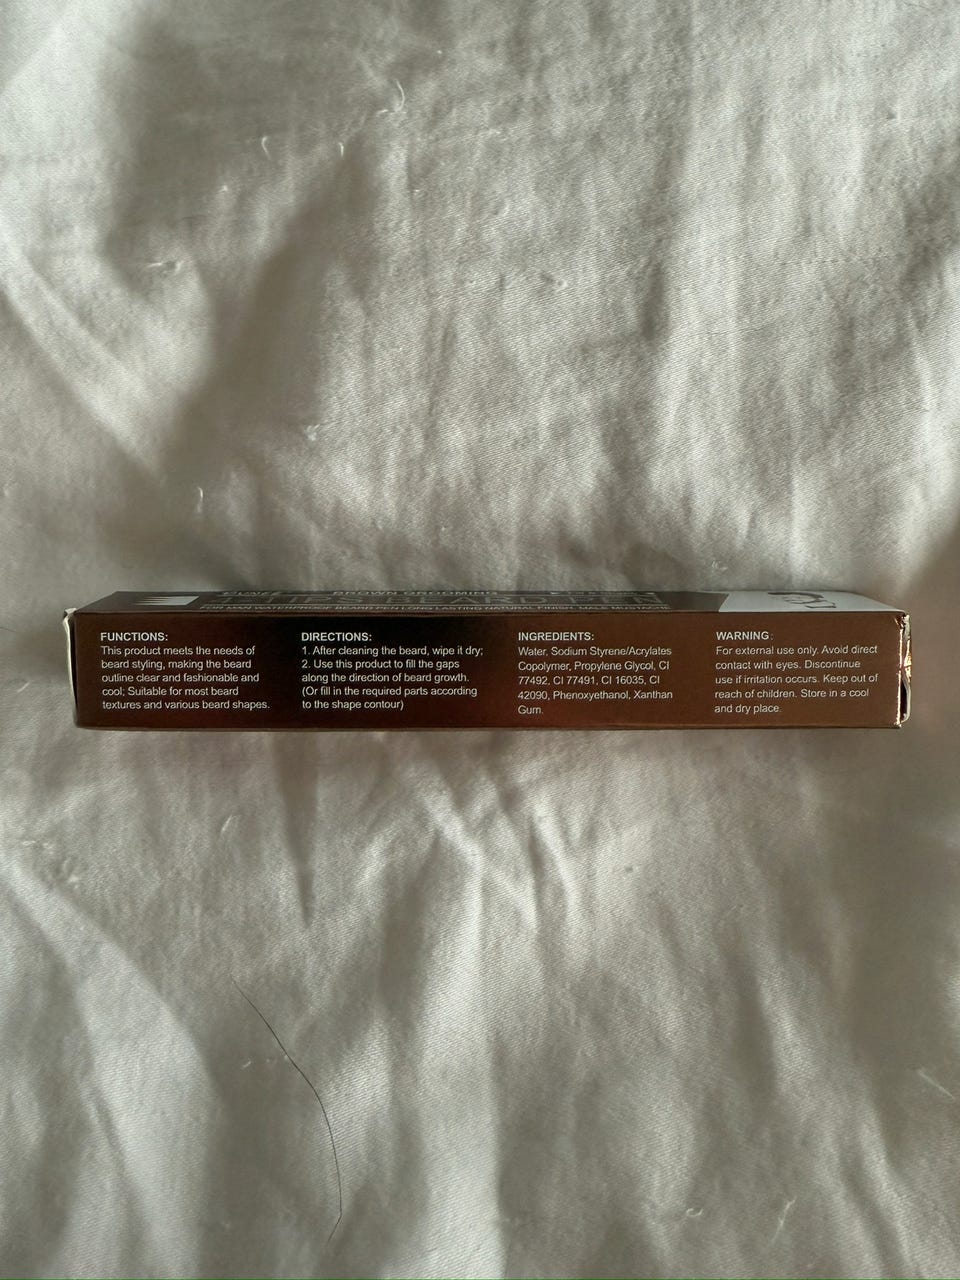 BROWN GROOMING
BEARD PEN
FOR MAN WATERPROOF BEARD PEN LONG LASTING NATURAL FINISH, MALE MUSTACHE
FUNCTIONS:
This product meets the needs of
beard styling, making the beard
outline clear and fashionable and
cool; Suitable for most beard
textures and various beard shapes.
DIRECTIONS:
1. After cleaning the beard, wipe it dry;
2. Use this product to fill the gaps
along the direction of beard growth.
(Or fill in the required parts according
to the shape contour)
INGREDIENTS:
Water, Sodium Styrene/Acrylates
Copolymer, Propylene Glycol, CI
77492, CI 77491, CI 16035, CI
42090, Phenoxyethanol, Xanthan
Gum.
WARNING:
For external use only. Avoid direct
contact with eyes. Discontinue
use if irritation occurs. Keep out of
reach of children. Store in a cool
and dry place.